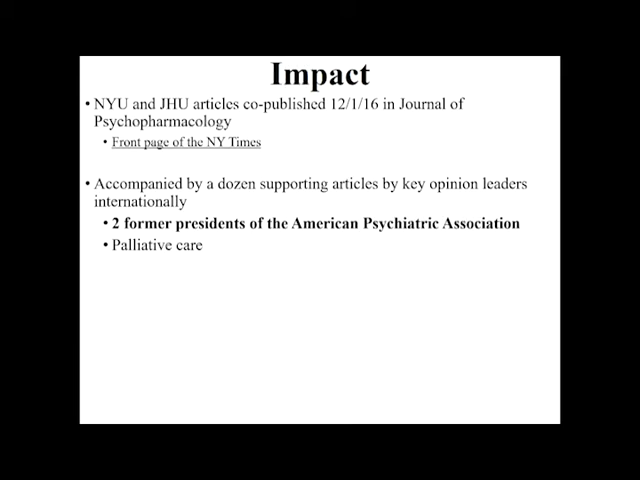 Impact
• NYU and JHU articles co-published 12/1/16 in Journal of
Psychopharmacology
• Front page of the NY Times
• Accompanied by a dozen supporting articles by key opinion leaders
internationally
• 2 former presidents of the American Psychiatric Association
• Palliative care